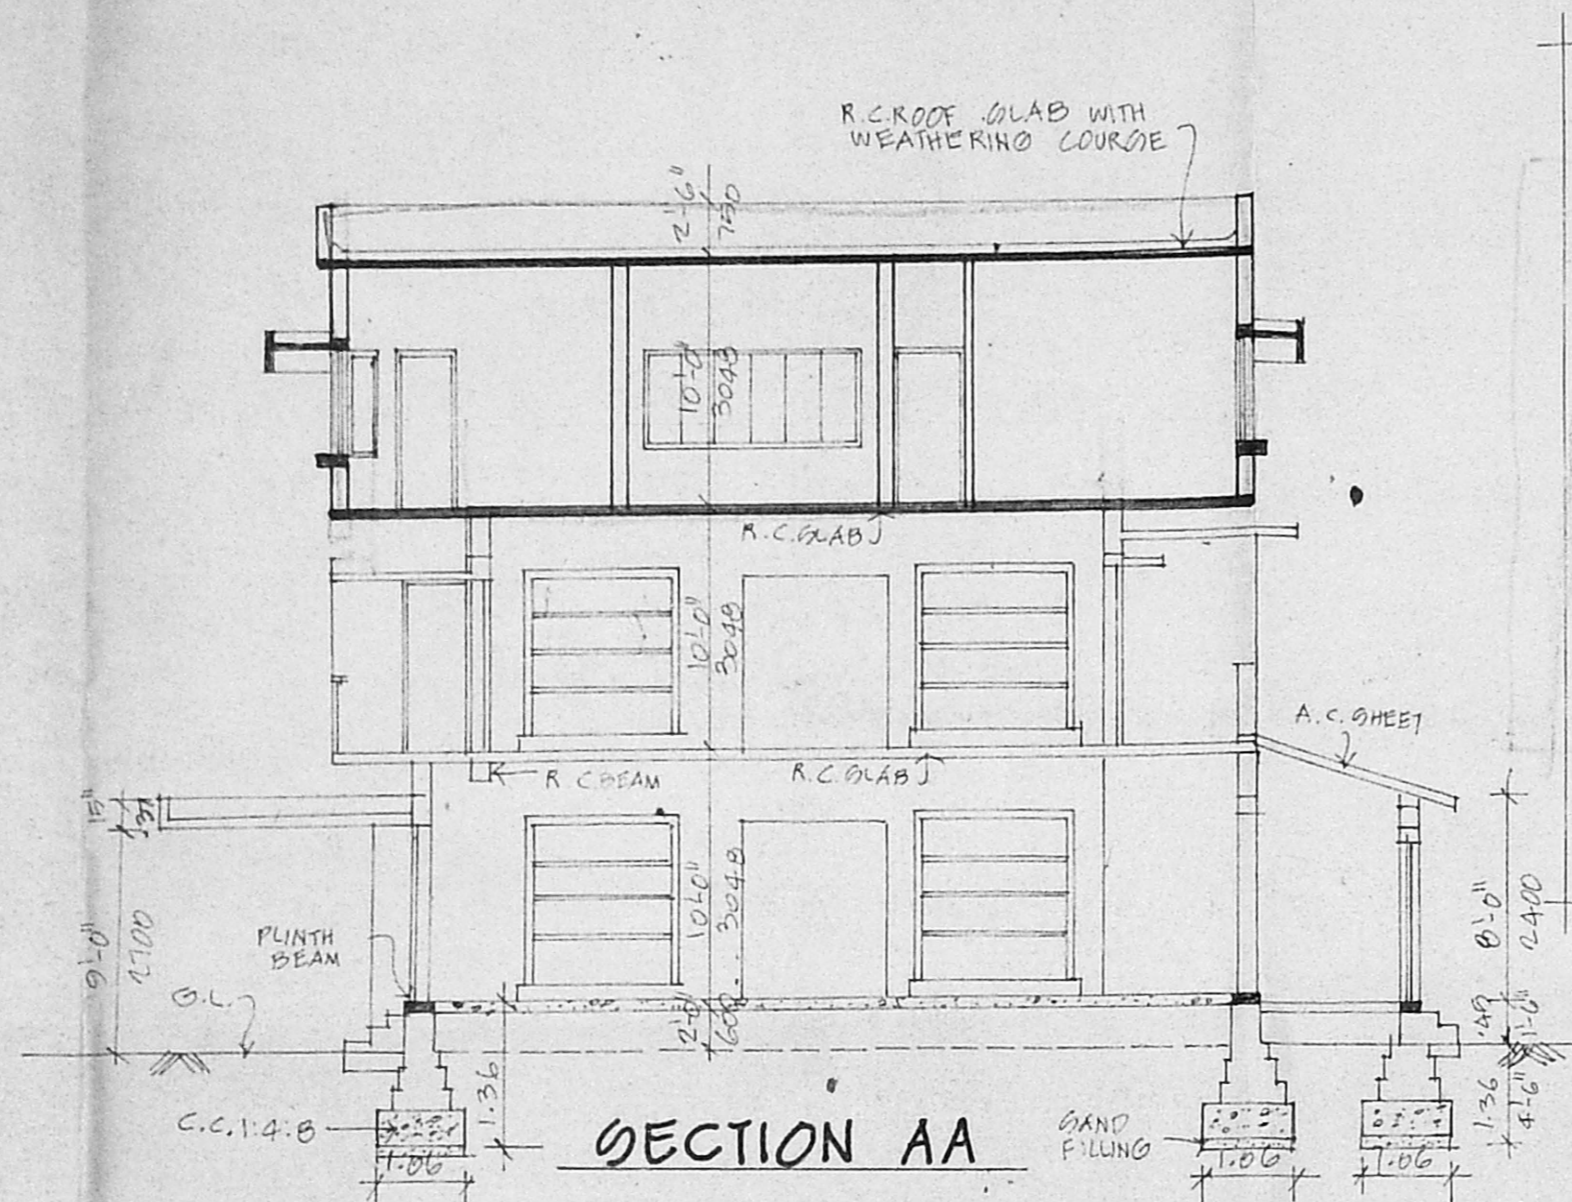 R.C.ROOF SLAB WITH
WEATHERING COURSE
2'-6"
750
10'-0"
3048
R.C.SLAB
10'-0"
3048
A.C.SHEET
R.C BEAM
R.C.SLAB
10'-0"
3048
9'-0"
2700
8'-0"
2400
PLINTH
BEAM
G.L.
2'-0"
600
1'-6"
1.36
1.36
4'-6"
C.C.1:4:8
SECTION AA
SAND
FILLING
1.06
1.06
1.06